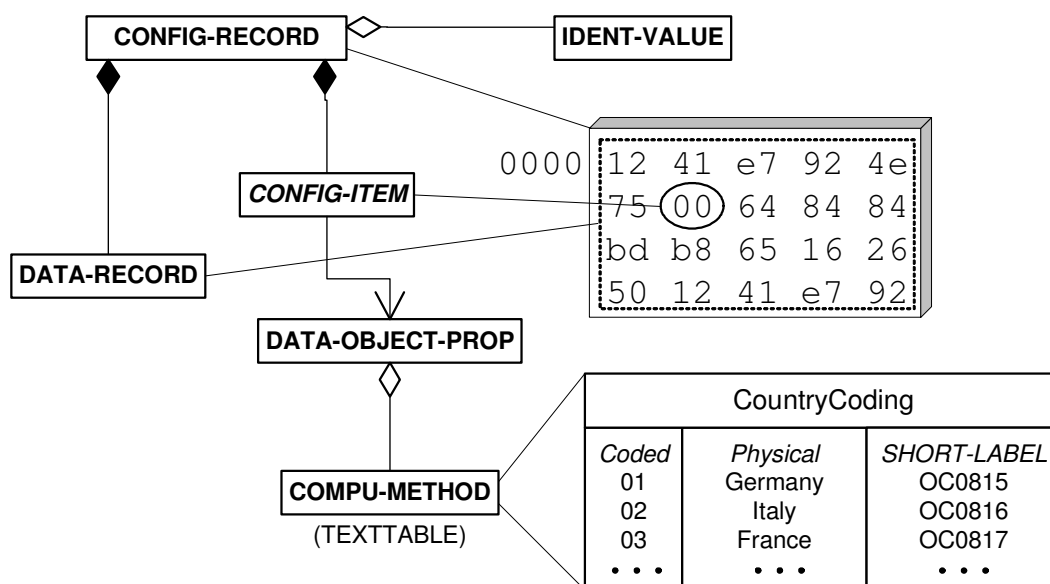 CONFIG-RECORD
IDENT-VALUE
0000 12 41 e7 92 4e
CONFIG-ITEM
75 00 64 84 84
bd b8 65 16 26
DATA-RECORD
50 12 41 e7 92
DATA-OBJECT-PROP
CountryCoding
Coded Physical SHORT-LABEL
01 Germany OC0815
COMPU-METHOD
02 Italy OC0816
(TEXTTABLE)
03 France OC0817
• • • • • • • • •